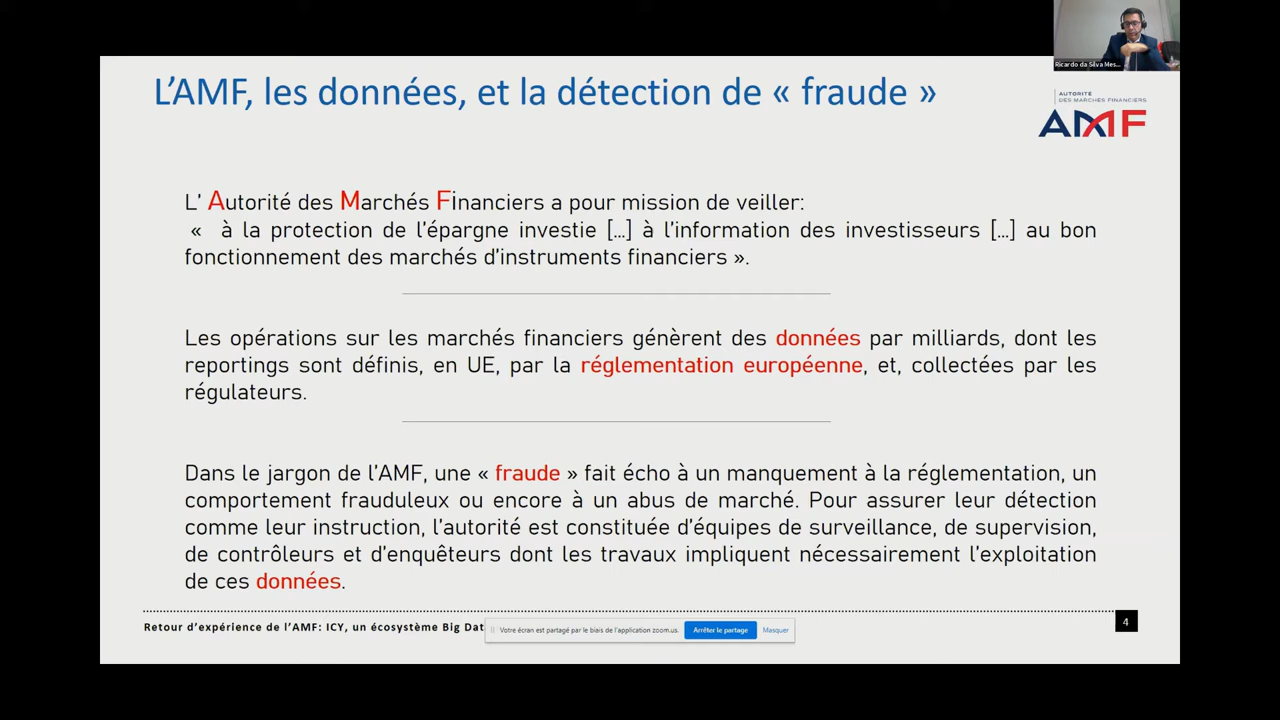 Ricardo da Silva Mes...
L'AMF, les données, et la détection de « fraude »
AUTORITÉ
DES MARCHÉS FINANCIERS
AMF
L' Autorité des Marchés Financiers a pour mission de veiller:
« à la protection de l'épargne investie [...] à l'information des investisseurs [...] au bon
fonctionnement des marchés d'instruments financiers ».
Les opérations sur les marchés financiers génèrent des données par milliards, dont les
reportings sont définis, en UE, par la réglementation européenne, et, collectées par les
régulateurs.
Dans le jargon de l'AMF, une « fraude » fait écho à un manquement à la réglementation, un
comportement frauduleux ou encore à un abus de marché. Pour assurer leur détection
comme leur instruction, l'autorité est constituée d'équipes de surveillance, de supervision,
de contrôleurs et d'enquêteurs dont les travaux impliquent nécessairement l'exploitation
de ces données.
Retour d'expérience de l'AMF: ICY, un écosystème Big Dat
Votre écran est partagé par le biais de l'application zoom.us.
Arrêter le partage
Masquer
4